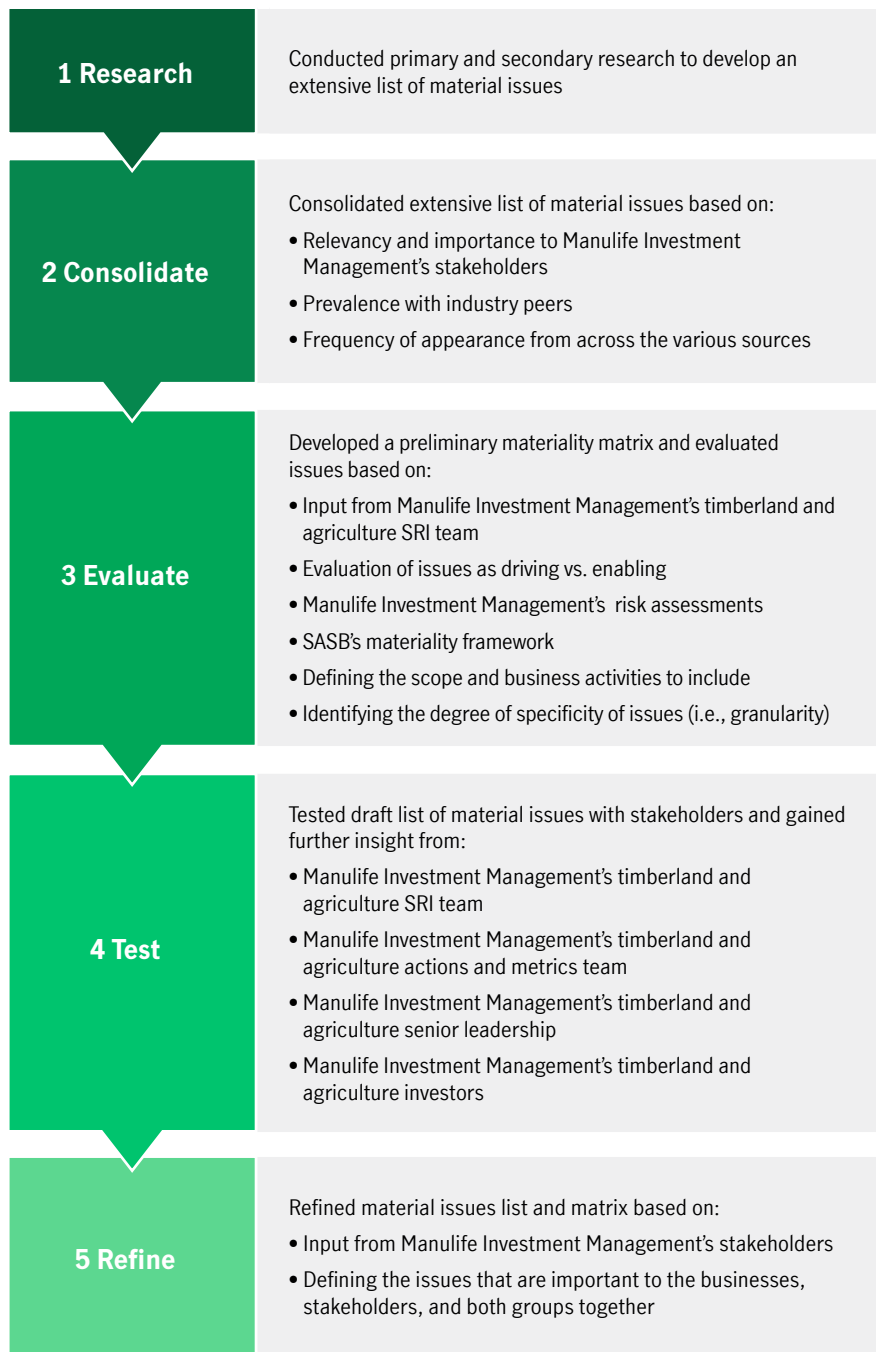 1 Research
Conducted primary and secondary research to develop an
extensive list of material issues
2 Consolidate
Consolidated extensive list of material issues based on:
• Relevancy and importance to Manulife Investment
Management's stakeholders
• Prevalence with industry peers
• Frequency of appearance from across the various sources
3 Evaluate
Developed a preliminary materiality matrix and evaluated
issues based on:
• Input from Manulife Investment Management's timberland and
agriculture SRI team
• Evaluation of issues as driving vs. enabling
• Manulife Investment Management's risk assessments
• SASB's materiality framework
• Defining the scope and business activities to include
• Identifying the degree of specificity of issues (i.e., granularity)
4 Test
Tested draft list of material issues with stakeholders and gained
further insight from:
• Manulife Investment Management's timberland and
agriculture SRI team
• Manulife Investment Management's timberland and
agriculture actions and metrics team
• Manulife Investment Management's timberland and
agriculture senior leadership
• Manulife Investment Management's timberland and
agriculture investors
5 Refine
Refined material issues list and matrix based on:
• Input from Manulife Investment Management's stakeholders
• Defining the issues that are important to the businesses,
stakeholders, and both groups together